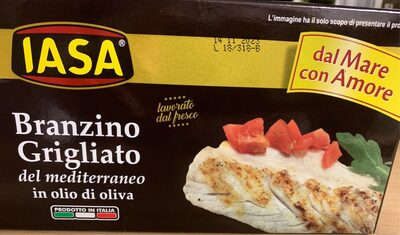 L'immagine ha il solo scopo di presentare il pro
14 11 2023
L 18/318-6
IASA®
dal Mare
con Amore
lavorato
dal fresco
Branzino
Grigliato
del mediterraneo
in olio di oliva
PRODOTTO IN ITALIA